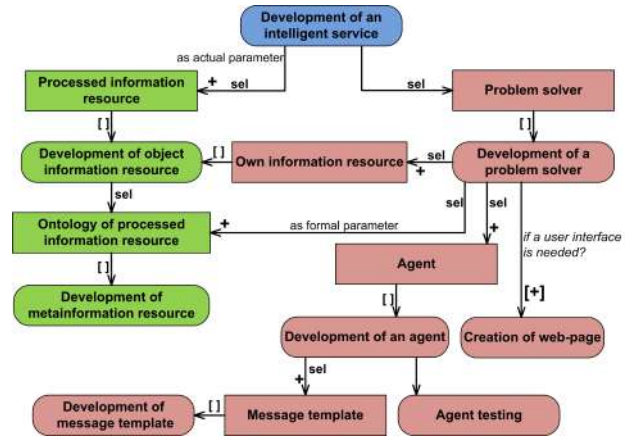 Development of an
intelligent service
as actual parameter
+
sel
sel
Processed information
resource
Problem solver
[ ]
[ ]
Development of object
information resource
[ ]
Own information resource
sel
+
Development of a
problem solver
sel
sel
sel
Ontology of processed
information resource
+
as formal parameter
+
if a user interface
is needed?
[ ]
Agent
[+]
[ ]
Development of
metainformation resource
Development of an agent
Creation of web-page
sel
+
Development of
message template
[ ]
Message template
Agent testing